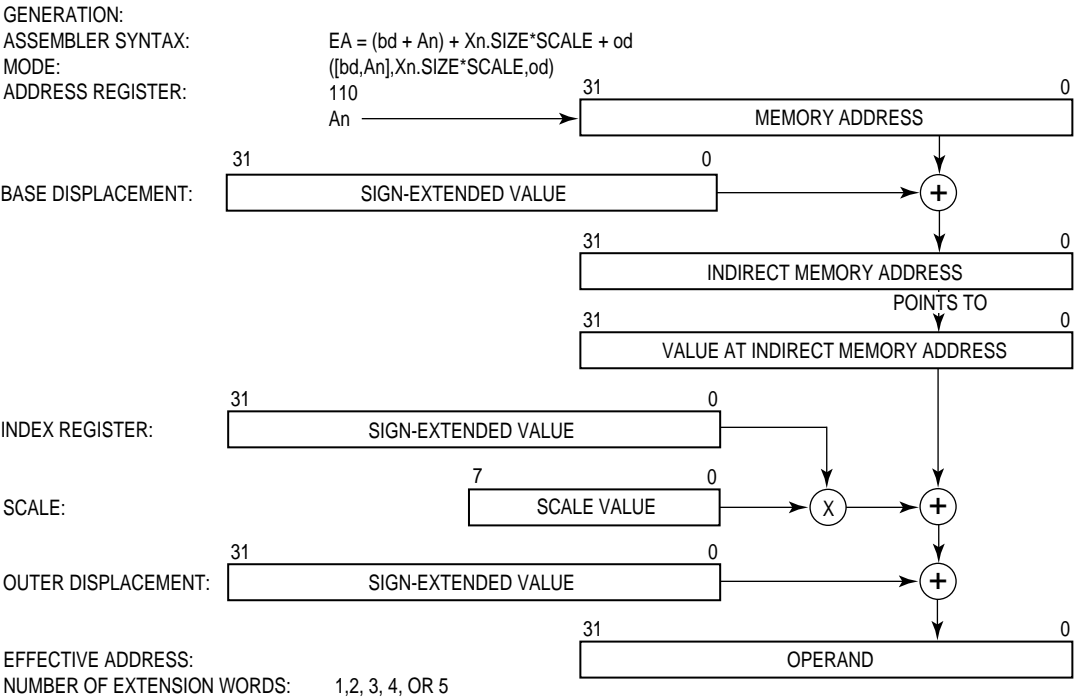 GENERATION:
ASSEMBLER SYNTAX: EA = (bd + An) + Xn.SIZE*SCALE + od
MODE: ([bd,An],Xn.SIZE*SCALE,od)
ADDRESS REGISTER: 110
31 0
An MEMORY ADDRESS
31 0
BASE DISPLACEMENT: SIGN-EXTENDED VALUE +
31 0
INDIRECT MEMORY ADDRESS
POINTS TO
31 0
VALUE AT INDIRECT MEMORY ADDRESS
31 0
INDEX REGISTER: SIGN-EXTENDED VALUE
7 0
SCALE: SCALE VALUE X +
31 0
OUTER DISPLACEMENT: SIGN-EXTENDED VALUE +
31 0
EFFECTIVE ADDRESS: OPERAND
NUMBER OF EXTENSION WORDS: 1,2, 3, 4, OR 5